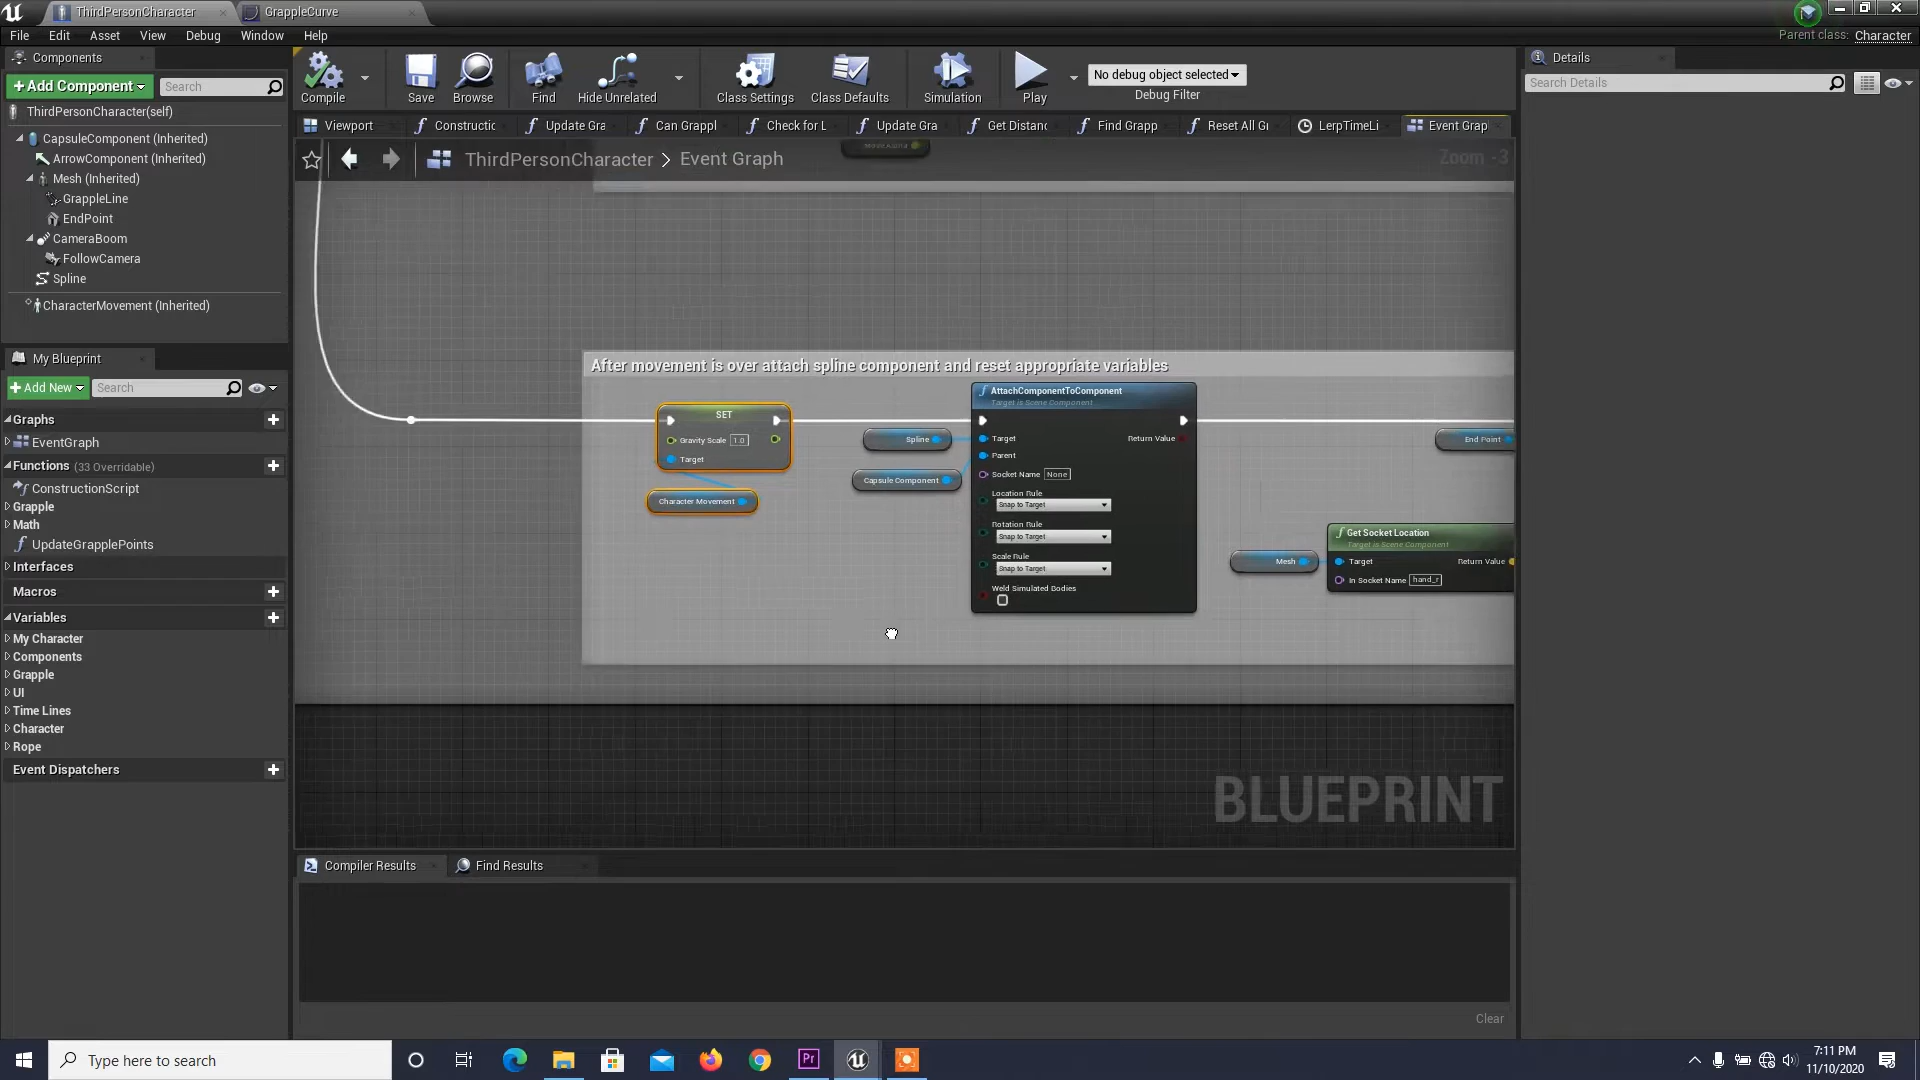 ThirdPersonCharacter
GrappleCurve
File
Edit
Asset
View
Debug
Window
Help
Parent class: Character
Components
+Add Component
Search
ThirdPersonCharacter(self)
CapsuleComponent (Inherited)
ArrowComponent (Inherited)
Mesh (Inherited)
GrappleLine
EndPoint
CameraBoom
FollowCamera
Spline
CharacterMovement (Inherited)
My Blueprint
+Add New
Search
Graphs
EventGraph
Functions (33 Overridable)
ConstructionScript
Grapple
Math
UpdateGrapplePoints
Interfaces
Macros
Variables
My Character
Components
Grapple
UI
Time Lines
Character
Rope
Event Dispatchers
Compile
Save
Browse
Find
Hide Unrelated
Class Settings
Class Defaults
Simulation
Play
No debug object selected
Debug Filter
Viewport
Constructic
Update Gra
Can Grappl
Check for L
Update Gra
Get Distanc
Find Grapp
Reset All Gr
LerpTimeLi
Event Grap
ThirdPersonCharacter > Event Graph
Zoom -3
After movement is over attach spline component and reset appropriate variables
SET
Gravity Scale 1.0
Target
Character Movement
Spline
Capsule Component
AttachComponentToComponent
Target is Scene Component
Target
Return Value
Parent
Socket Name None
Location Rule
Snap to Target
Rotation Rule
Snap to Target
Scale Rule
Snap to Target
Weld Simulated Bodies
End Point
Mesh
Get Socket Location
Target is Scene Component
Target
Return Value
In Socket Name hand_r
BLUEPRINT
Compiler Results
Find Results
Clear
Details
Search Details
Type here to search
Pr
7:11 PM
11/10/2020